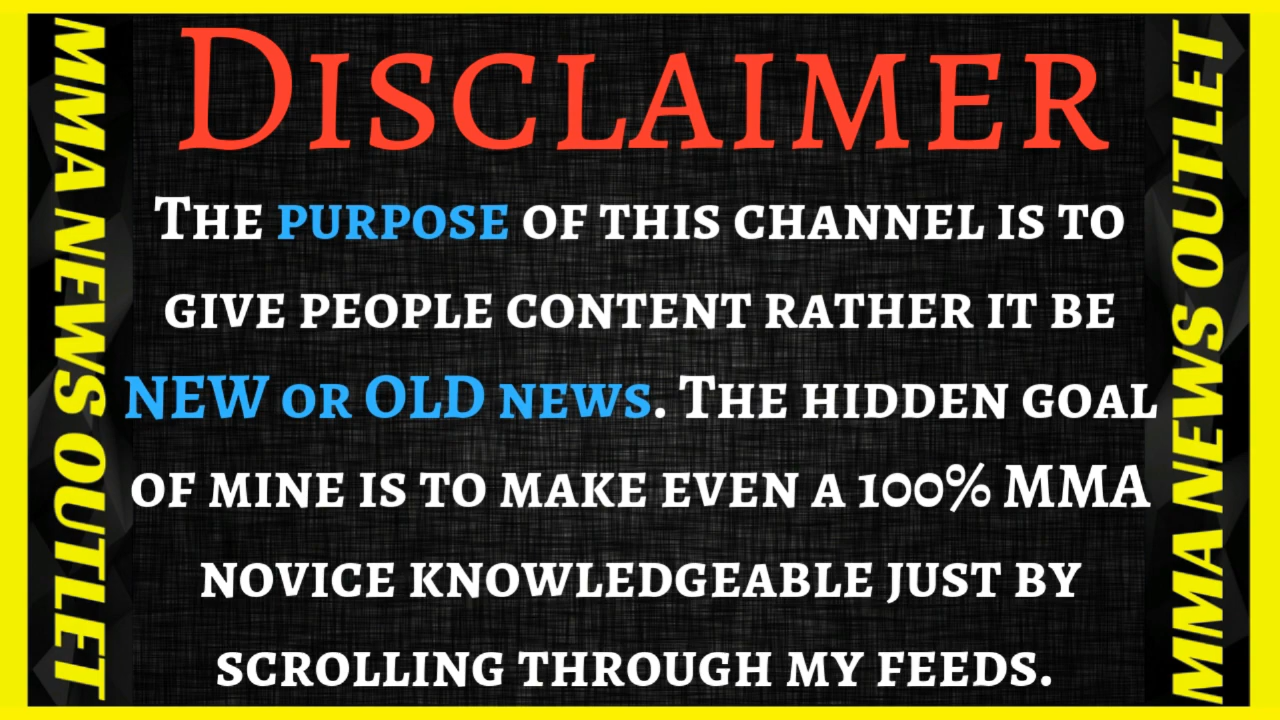 DISCLAIMER
THE PURPOSE OF THIS CHANNEL IS TO
GIVE PEOPLE CONTENT RATHER IT BE
NEW OR OLD NEWS. THE HIDDEN GOAL
OF MINE IS TO MAKE EVEN A 100% MMA
NOVICE KNOWLEDGEABLE JUST BY
SCROLLING THROUGH MY FEEDS.
MMA NEWS OUTLET
MMA NEWS OUTLET